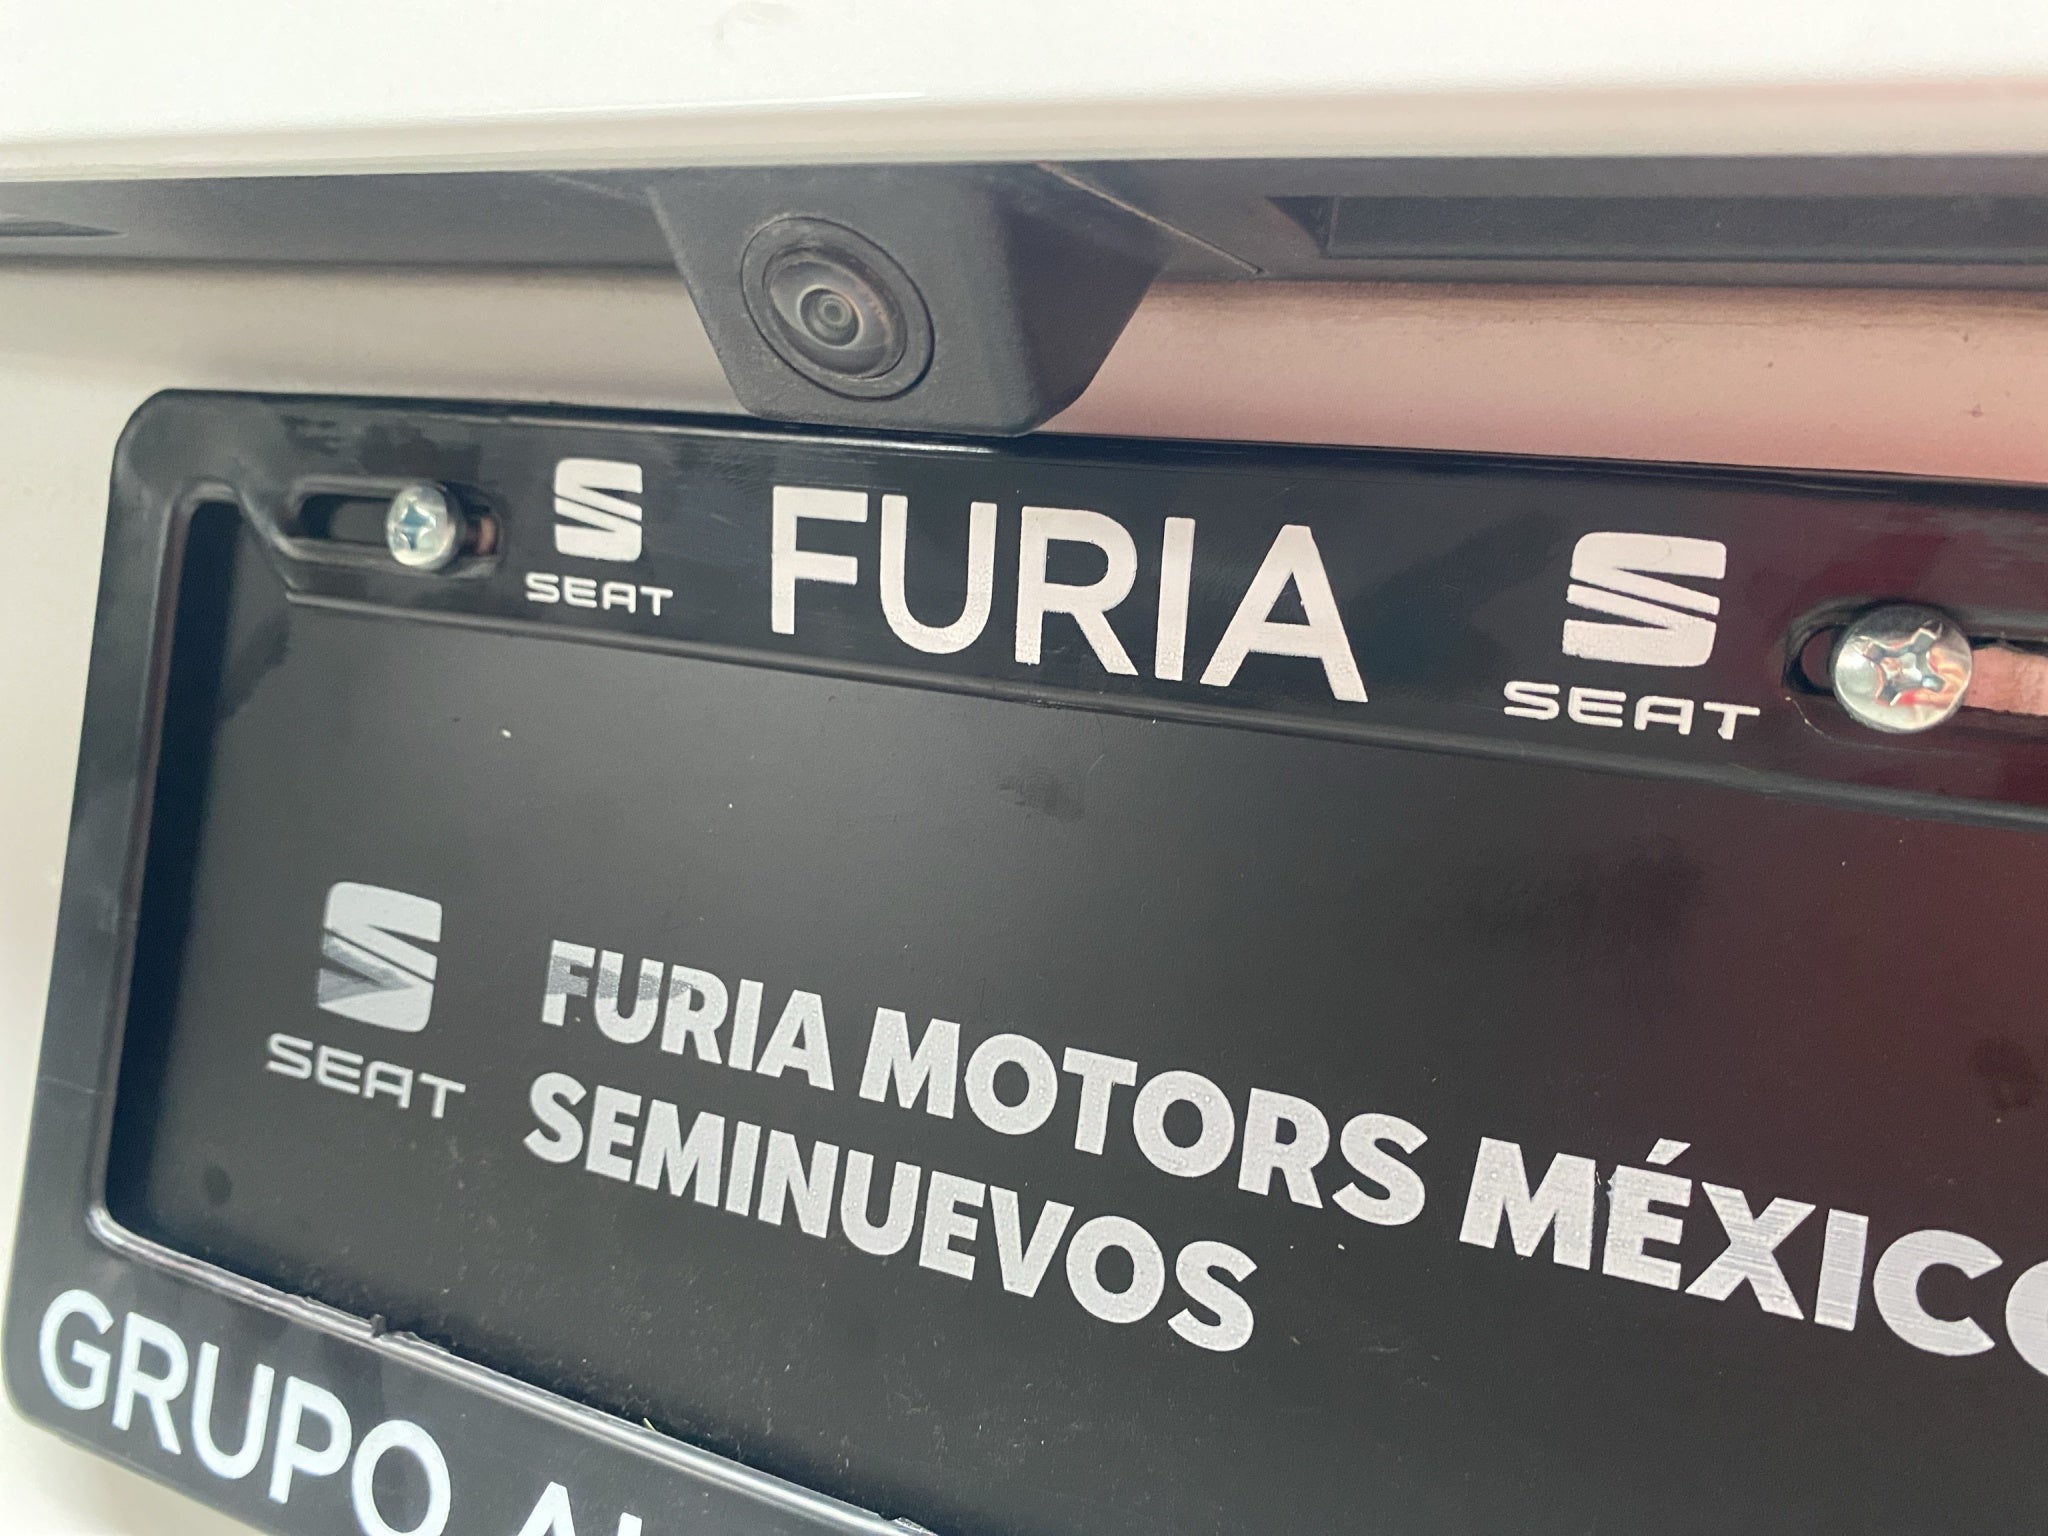 SEAT FURIA SEAT
SEAT
FURIA MOTORS MÉXICO
SEMINUEVOS
GRUPO